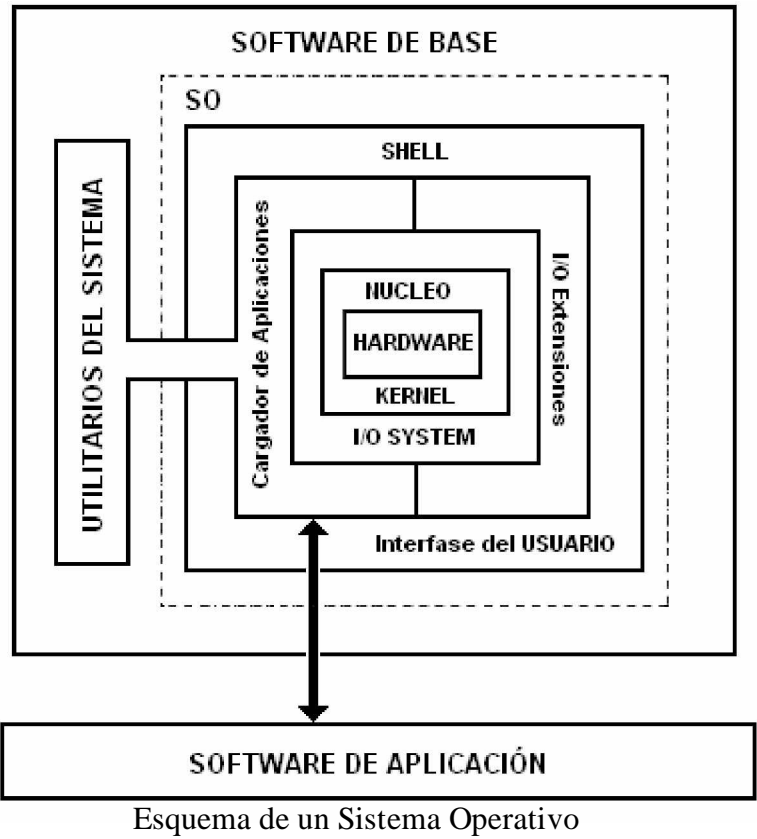 SOFTWARE DE BASE
SO
SHELL
UTILITARIOS DEL SISTEMA
Cargador de Aplicaciones
I/O Extensiones
NUCLEO
HARDWARE
KERNEL
I/O SYSTEM
Interfase del USUARIO
SOFTWARE DE APLICACIÓN
Esquema de un Sistema Operativo